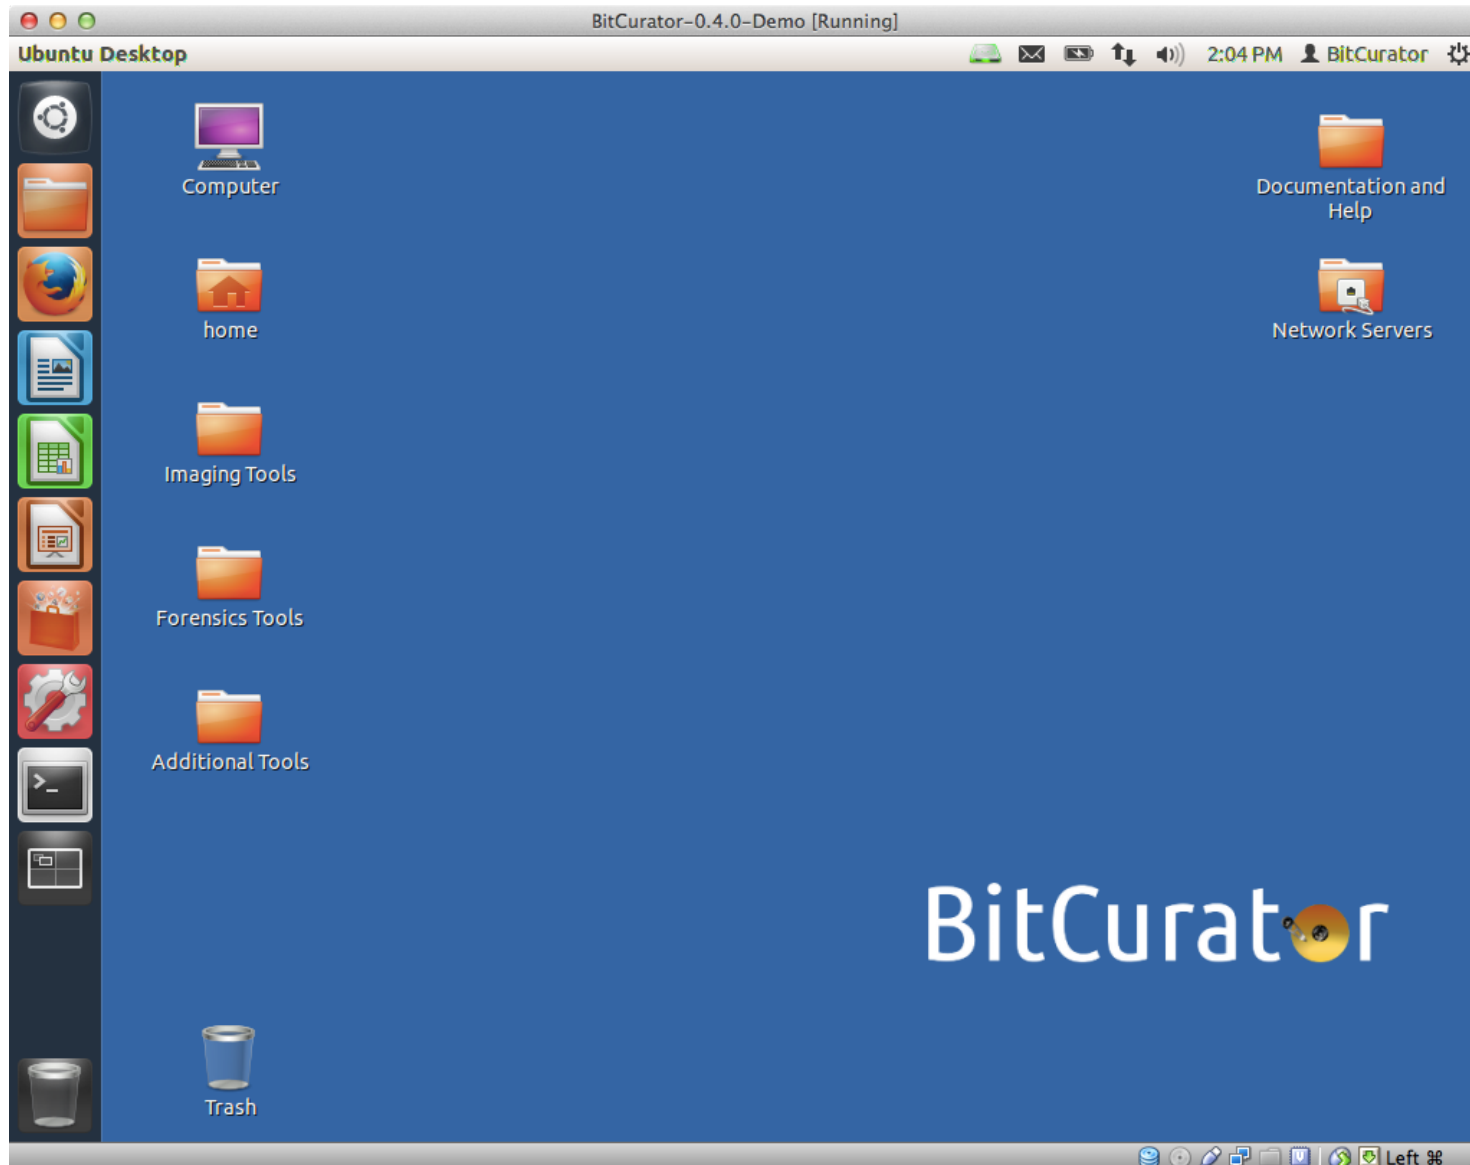 BitCurator-0.4.0-Demo [Running]
Ubuntu Desktop
2:04 PM
BitCurator
Computer
Documentation and
Help
home
Network Servers
Imaging Tools
Forensics Tools
Additional Tools
BitCurator
Trash
Left ⌘